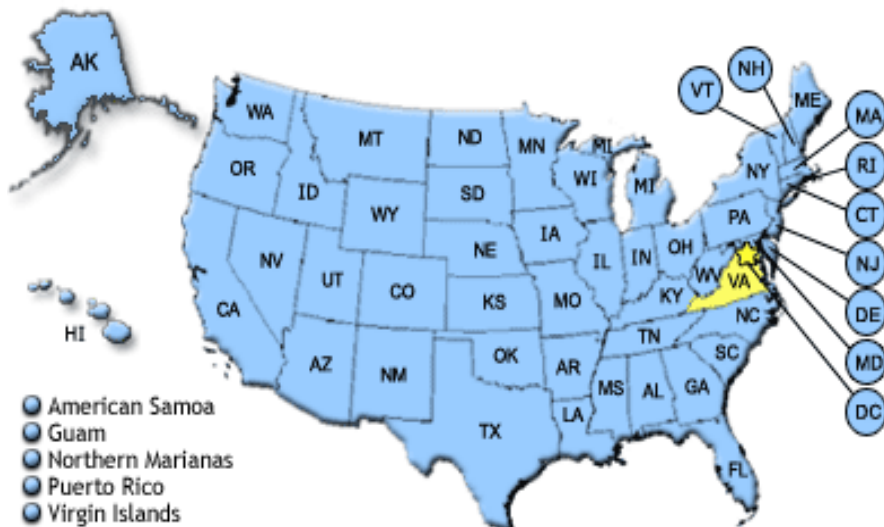 AK
WA
OR
CA
ID
NV
MT
WY
UT
AZ
CO
NM
ND
SD
NE
KS
OK
TX
MN
IA
MO
AR
LA
WI
IL
MI
MI
IN
OH
KY
TN
MS
AL
GA
FL
SC
NC
VA
WV
PA
NY
ME
VT
NH
MA
RI
CT
NJ
DE
MD
DC
HI
American Samoa
Guam
Northern Marianas
Puerto Rico
Virgin Islands